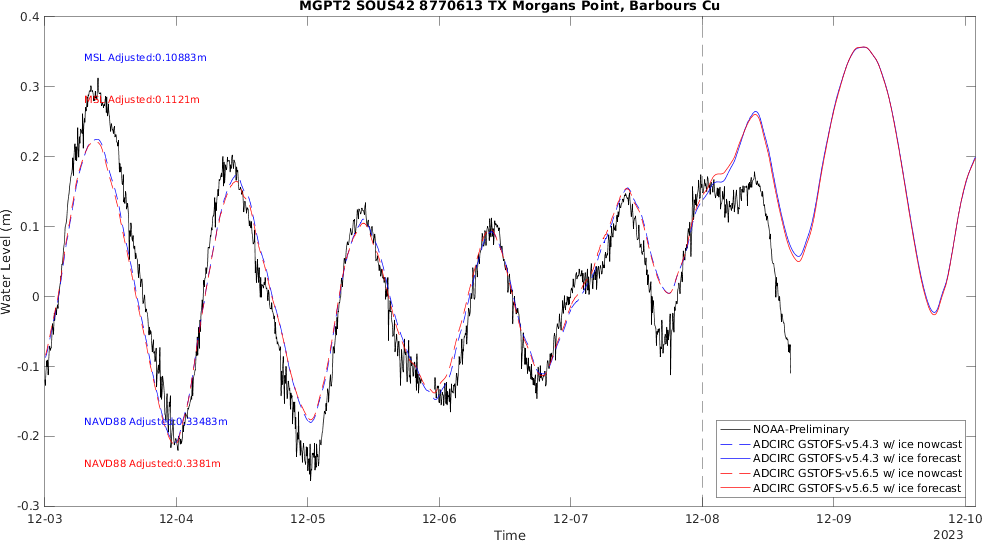 MGPT2 SOUS42 8770613 TX Morgans Point, Barbours Cu
0.4
0.3
0.2
0.1
0
-0.1
-0.2
-0.3
Water Level (m)
MSL Adjusted:0.10883m
MSL Adjusted:0.1121m
NAVD88 Adjusted:0.33483m
NAVD88 Adjusted:0.3381m
NOAA-Preliminary
ADCIRC GSTOFS-v5.4.3 w/ ice nowcast
ADCIRC GSTOFS-v5.4.3 w/ ice forecast
ADCIRC GSTOFS-v5.6.5 w/ ice nowcast
ADCIRC GSTOFS-v5.6.5 w/ ice forecast
12-03 12-04 12-05 12-06 12-07 12-08 12-09 12-10
Time
2023